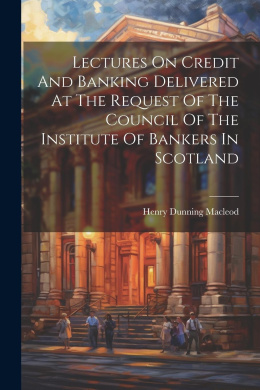 Lectures On Credit
And Banking Delivered
At The Request Of The
Council Of The
Institute Of Bankers In
Scotland
Henry Dunning Macleod